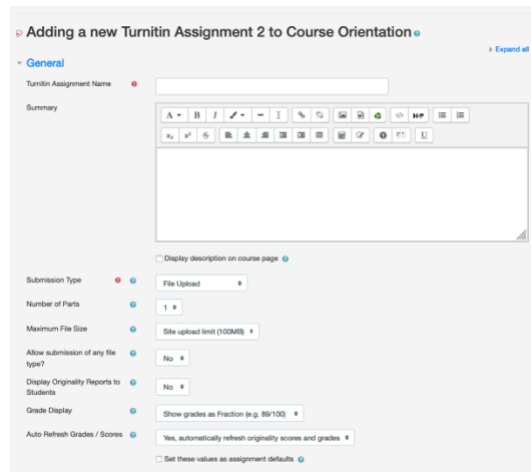 Adding a new Turnitin Assignment 2 to Course Orientation
Expand all
General
Turnitin Assignment Name
Summary
A B I T
x₂ x² S U
Display description on course page
Submission Type File Upload
Number of Parts 1
Maximum File Size Site upload limit (100MB)
Allow submission of any file
type? No
Display Originality Reports to
Students No
Grade Display Show grades as Fraction (e.g. 89/100)
Auto Refresh Grades / Scores Yes, automatically refresh originality scores and grades
Set these values as assignment defaults